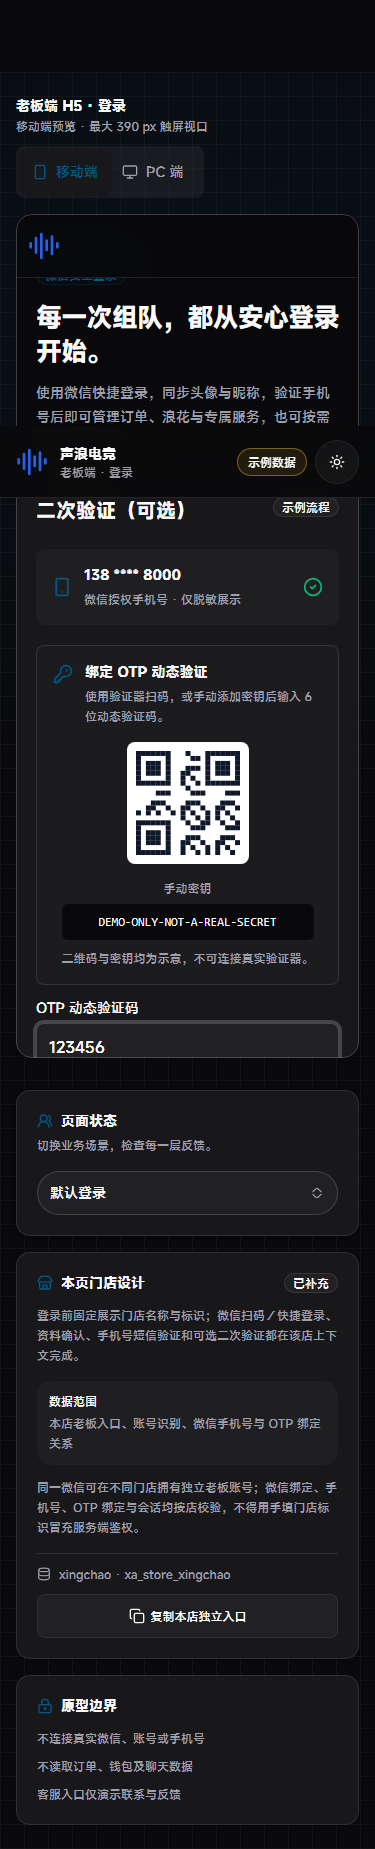 老板端 H5 · 登录
移动端预览 · 最大 390 px 触屏视口
移动端
PC 端
每一次组队，都从安心登录
开始。
使用微信快捷登录，同步头像与昵称，验证手机
号后即可管理订单、浪花与专属服务，也可按需
声浪电竞
老板端 · 登录
示例数据
二次验证（可选）
示例流程
138 **** 8000
微信授权手机号 · 仅脱敏展示
绑定 OTP 动态验证
使用验证器扫码，或手动添加密钥后输入 6
位动态验证码。
手动密钥
DEMO-ONLY-NOT-A-REAL-SECRET
二维码与密钥均为示意，不可连接真实验证器。
OTP 动态验证码
123456
页面状态
切换业务场景，检查每一层反馈。
默认登录
本页门店设计
已补充
登录前固定展示门店名称与标识；微信扫码／快捷登录、
资料确认、手机号短信验证和可选二次验证都在该店上下
文完成。
数据范围
本店老板入口、账号识别、微信手机号与 OTP 绑定
关系
同一微信可在不同门店拥有独立老板账号；微信绑定、手
机号、OTP 绑定与会话均按店校验，不得用手填门店标
识冒充服务端鉴权。
xingchao · xa_store_xingchao
复制本店独立入口
原型边界
不连接真实微信、账号或手机号
不读取订单、钱包及聊天数据
客服入口仅演示联系与反馈